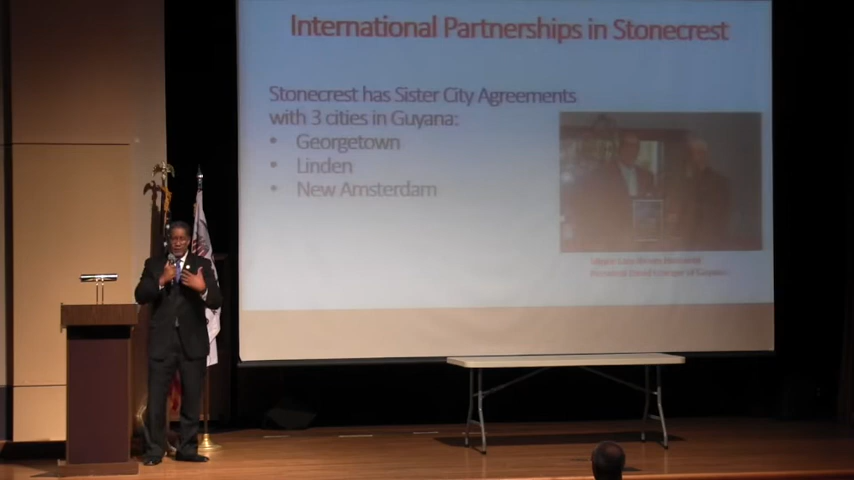 International Partnerships in Stonecrest
Stonecrest has Sister City Agreements
with 3 cities in Guyana:
• Georgetown
• Linden
• New Amsterdam